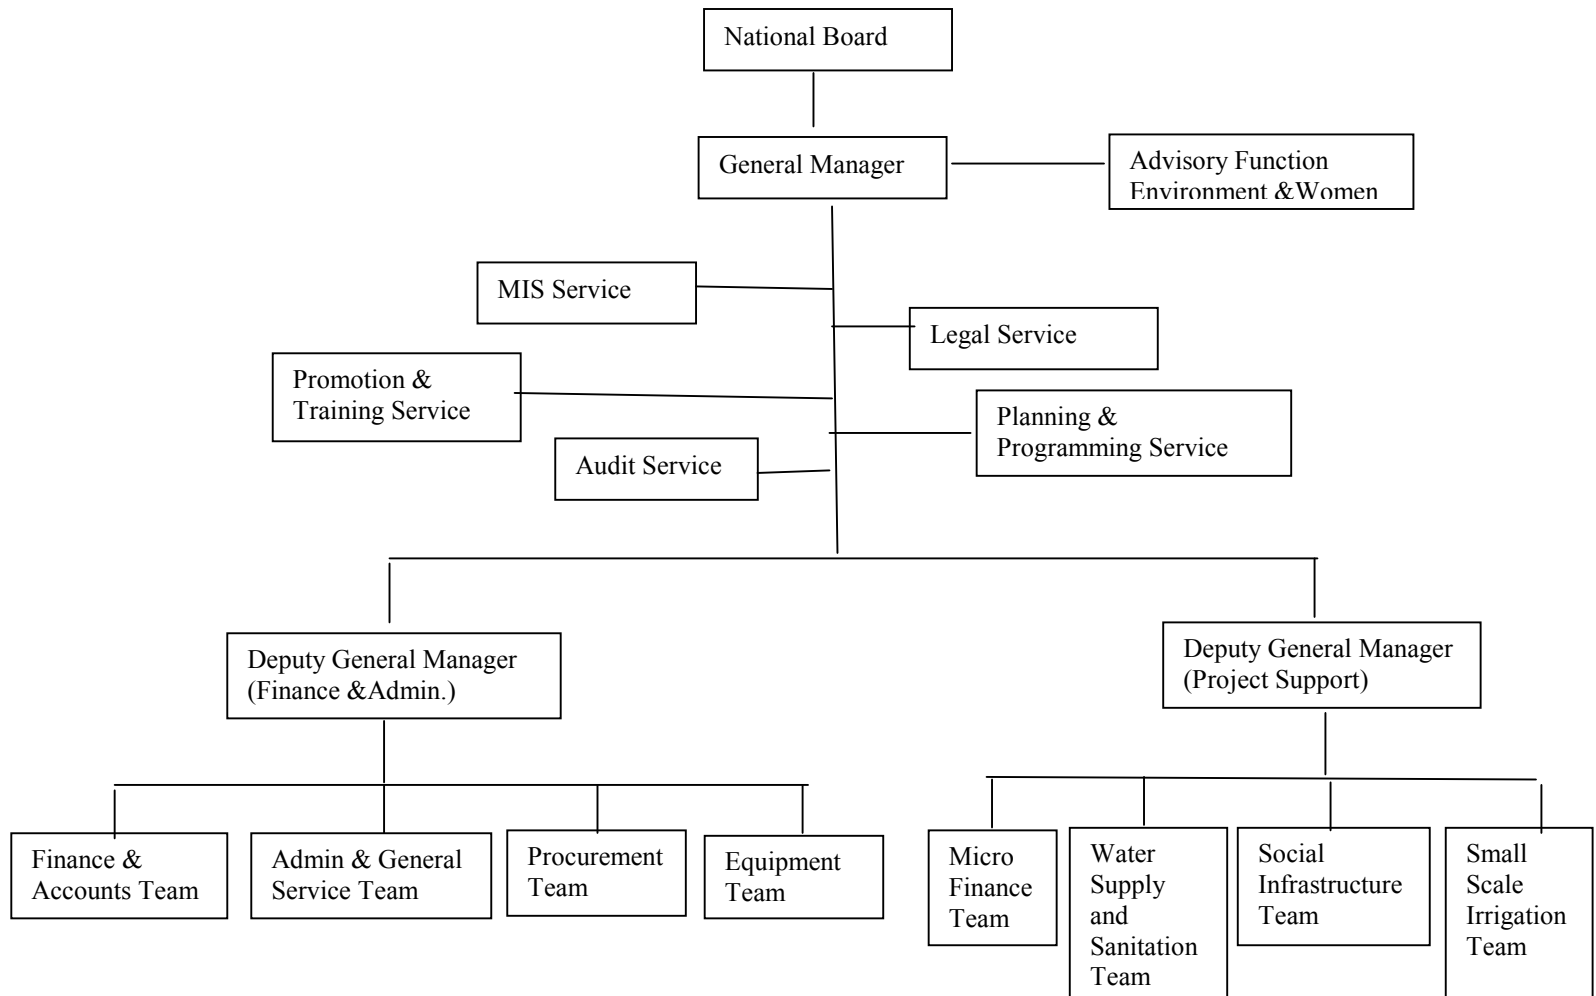 National Board
General Manager
Advisory Function
Environment &Women
MIS Service
Legal Service
Promotion &
Training Service
Planning &
Programming Service
Audit Service
Deputy General Manager
(Finance &Admin.)
Deputy General Manager
(Project Support)
Finance &
Accounts Team
Admin & General
Service Team
Procurement
Team
Equipment
Team
Micro
Finance
Team
Water
Supply
and
Sanitation
Team
Social
Infrastructure
Team
Small
Scale
Irrigation
Team